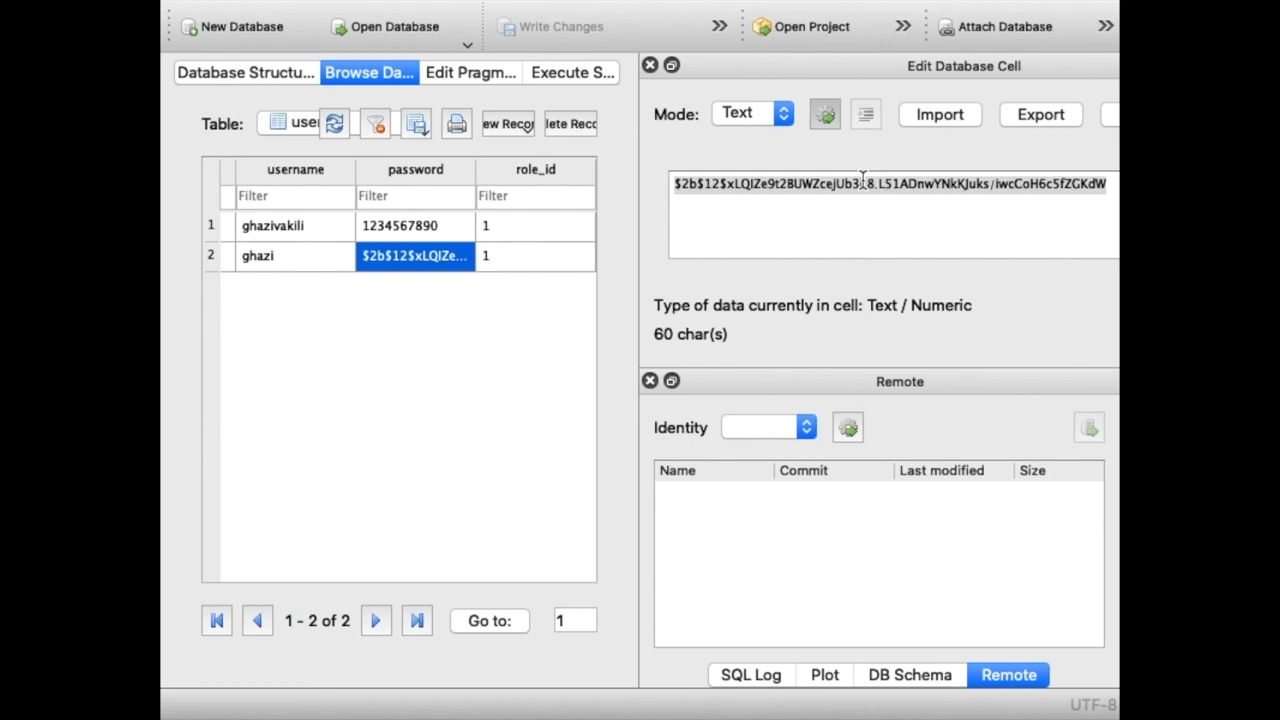 New Database Open Database Write Changes » Open Project » Attach Database »
Database Structu... Browse Da... Edit Pragm... Execute S...
Edit Database Cell
Table: user ew Recor lete Recc
Mode: Text Import Export
username password role_id
Filter Filter Filter
1 ghazivakili 1234567890 1
2 ghazi $2b$12$xLQIZe... 1
Type of data currently in cell: Text / Numeric
60 char(s)
Remote
Identity
Name Commit Last modified Size
1 - 2 of 2 Go to: 1
SQL Log Plot DB Schema Remote
UTF-8